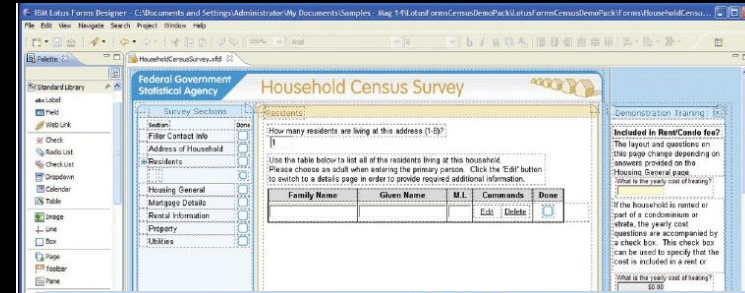 IBM Lotus Forms Designer - C:\Documents and Settings\Administrator\My Documents\Samples - Mag 14\LotusFormsCensusDemoPack\LotusFormsCensusDemoPack\Forms\HouseholdCensu...
File Edit View Navigate Search Project Window Help
100% Arial
Palette
HouseholdCensusSurvey.xfdl
Standard Library
Label
Field
Web Link
Check
Radio List
Check List
Dropdown
Calendar
Table
Image
Line
Box
Page
Toolbar
Pane
Federal Government
Statistical Agency
Household Census Survey
Survey Sections
Section Done
Filler Contact Info
Address of Household
Residents
Housing General
Mortgage Details
Rental Information
Property
Utilities
Residents
How many residents are living at this address (1-8)?
1
Use the table below to list all of the residents living at this household.
Please choose an adult when entering the primary person. Click the 'Edit' button
to switch to a details page in order to provide required additional information.
Family Name Given Name M.I. Commands Done
Edit Delete
Demonstration Training
Included in Rent/Condo fee?
The layout and questions on
this page change depending on
answers provided on the
Housing General page.
What is the yearly cost of heating?
If the household is rented or
part of a condominium or
strata, the yearly cost
questions are accompanied by
a check box. This check box
can be used to specify that the
cost is included in a rent or
What is the yearly cost of heating?
$0.00